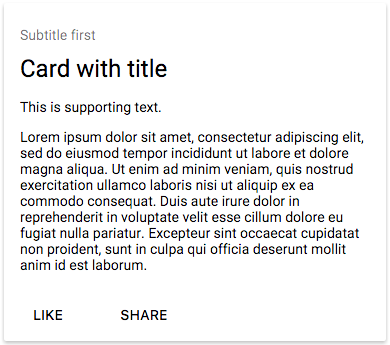 Subtitle first
Card with title
This is supporting text.
Lorem ipsum dolor sit amet, consectetur adipiscing elit,
sed do eiusmod tempor incididunt ut labore et dolore
magna aliqua. Ut enim ad minim veniam, quis nostrud
exercitation ullamco laboris nisi ut aliquip ex ea
commodo consequat. Duis aute irure dolor in
reprehenderit in voluptate velit esse cillum dolore eu
fugiat nulla pariatur. Excepteur sint occaecat cupidatat
non proident, sunt in culpa qui officia deserunt mollit
anim id est laborum.
LIKE SHARE